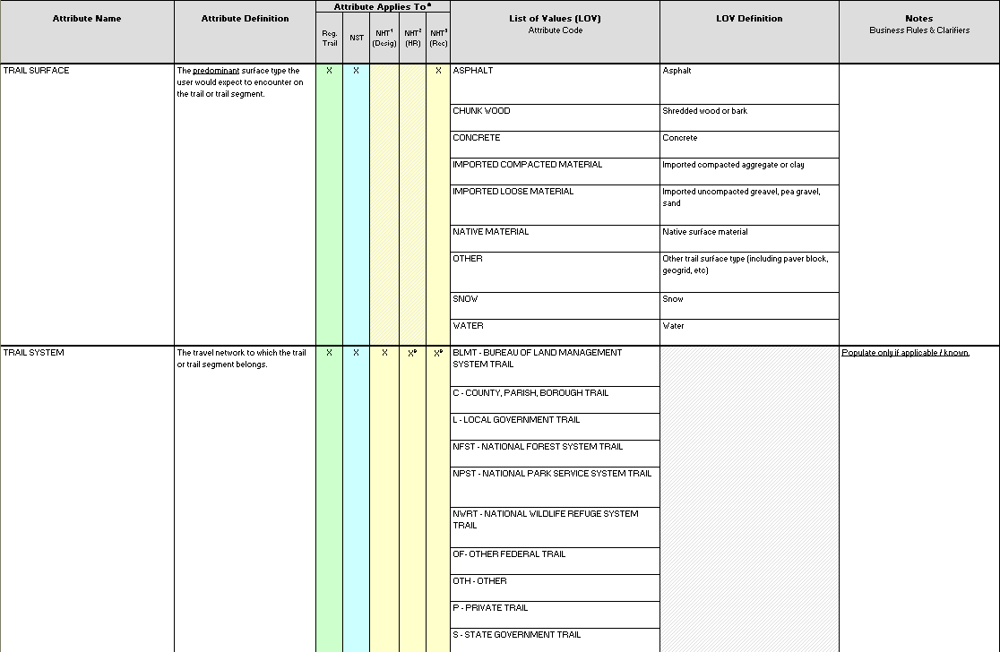 Attribute Name
Attribute Definition
Attribute Applies To
Reg.
Trail
NST
NHT¹
(Desig)
NHT²
(HR)
NHT³
(Rec)
List of Values (LOV)
Attribute Code
LOV Definition
Notes
Business Rules & Clarifiers
TRAIL SURFACE
The predominant surface type the
user would expect to encounter on
the trail or trail segment.
X
X
X
ASPHALT
Asphalt
CHUNK WOOD
Shredded wood or bark
CONCRETE
Concrete
IMPORTED COMPACTED MATERIAL
Imported compacted aggregate or clay
IMPORTED LOOSE MATERIAL
Imported uncompacted greavel, pea gravel,
sand
NATIVE MATERIAL
Native surface material
OTHER
Other trail surface type (including paver block,
geogrid, etc)
SNOW
Snow
WATER
Water
TRAIL SYSTEM
The travel network to which the trail
or trail segment belongs.
X
X
X
X
X
BLMT - BUREAU OF LAND MANAGEMENT
SYSTEM TRAIL
Populate only if applicable / known.
C - COUNTY, PARISH, BOROUGH TRAIL
L - LOCAL GOVERNMENT TRAIL
NFST - NATIONAL FOREST SYSTEM TRAIL
NPST - NATIONAL PARK SERVICE SYSTEM TRAIL
NWRT - NATIONAL WILDLIFE REFUGE SYSTEM
TRAIL
OF- OTHER FEDERAL TRAIL
OTH - OTHER
P - PRIVATE TRAIL
S - STATE GOVERNMENT TRAIL